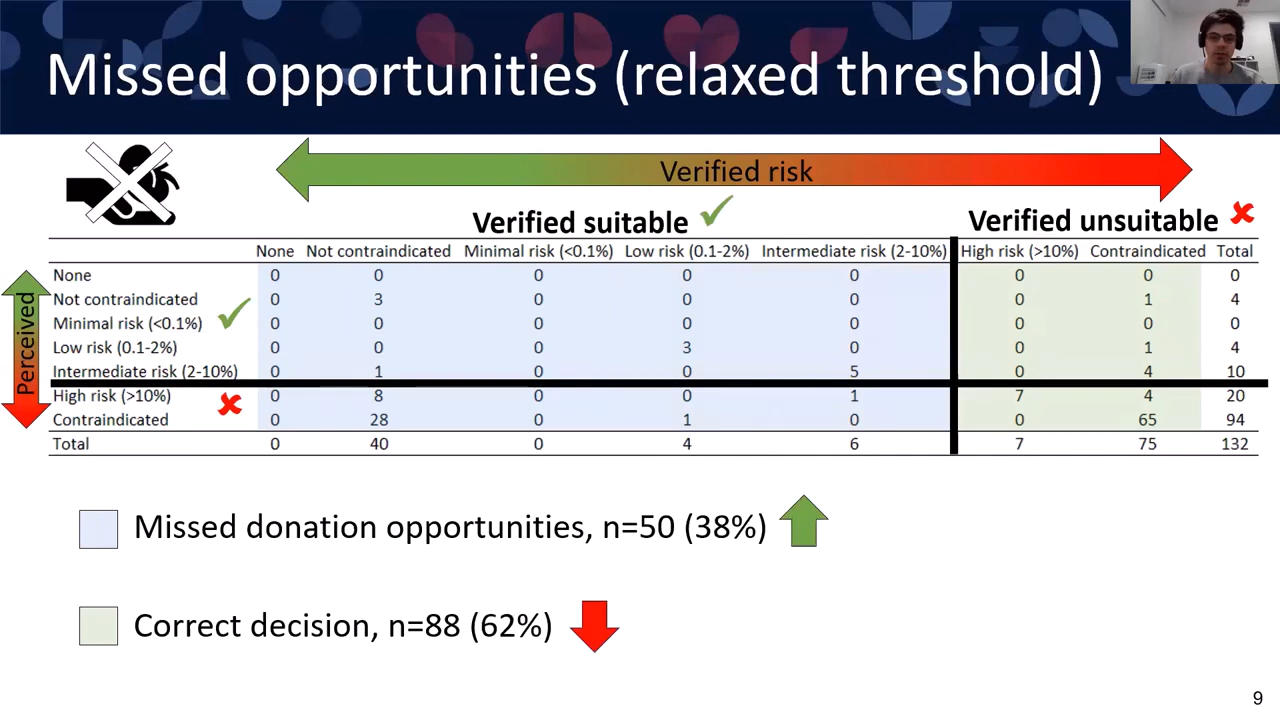 Missed opportunities (relaxed threshold)
Verified risk
Verified suitable Verified unsuitable
None Not contraindicated Minimal risk (<0.1%) Low risk (0.1-2%) Intermediate risk (2-10%) High risk (>10%) Contraindicated Total
Perceived
None 0 0 0 0 0 0 0 0
Not contraindicated 0 3 0 0 0 0 1 4
Minimal risk (<0.1%) 0 0 0 0 0 0 0 0
Low risk (0.1-2%) 0 0 0 3 0 0 1 4
Intermediate risk (2-10%) 0 1 0 0 5 0 4 10
High risk (>10%) 0 8 0 0 1 7 4 20
Contraindicated 0 28 0 1 0 0 65 94
Total 0 40 0 4 6 7 75 132
Missed donation opportunities, n=50 (38%)
Correct decision, n=88 (62%)
9